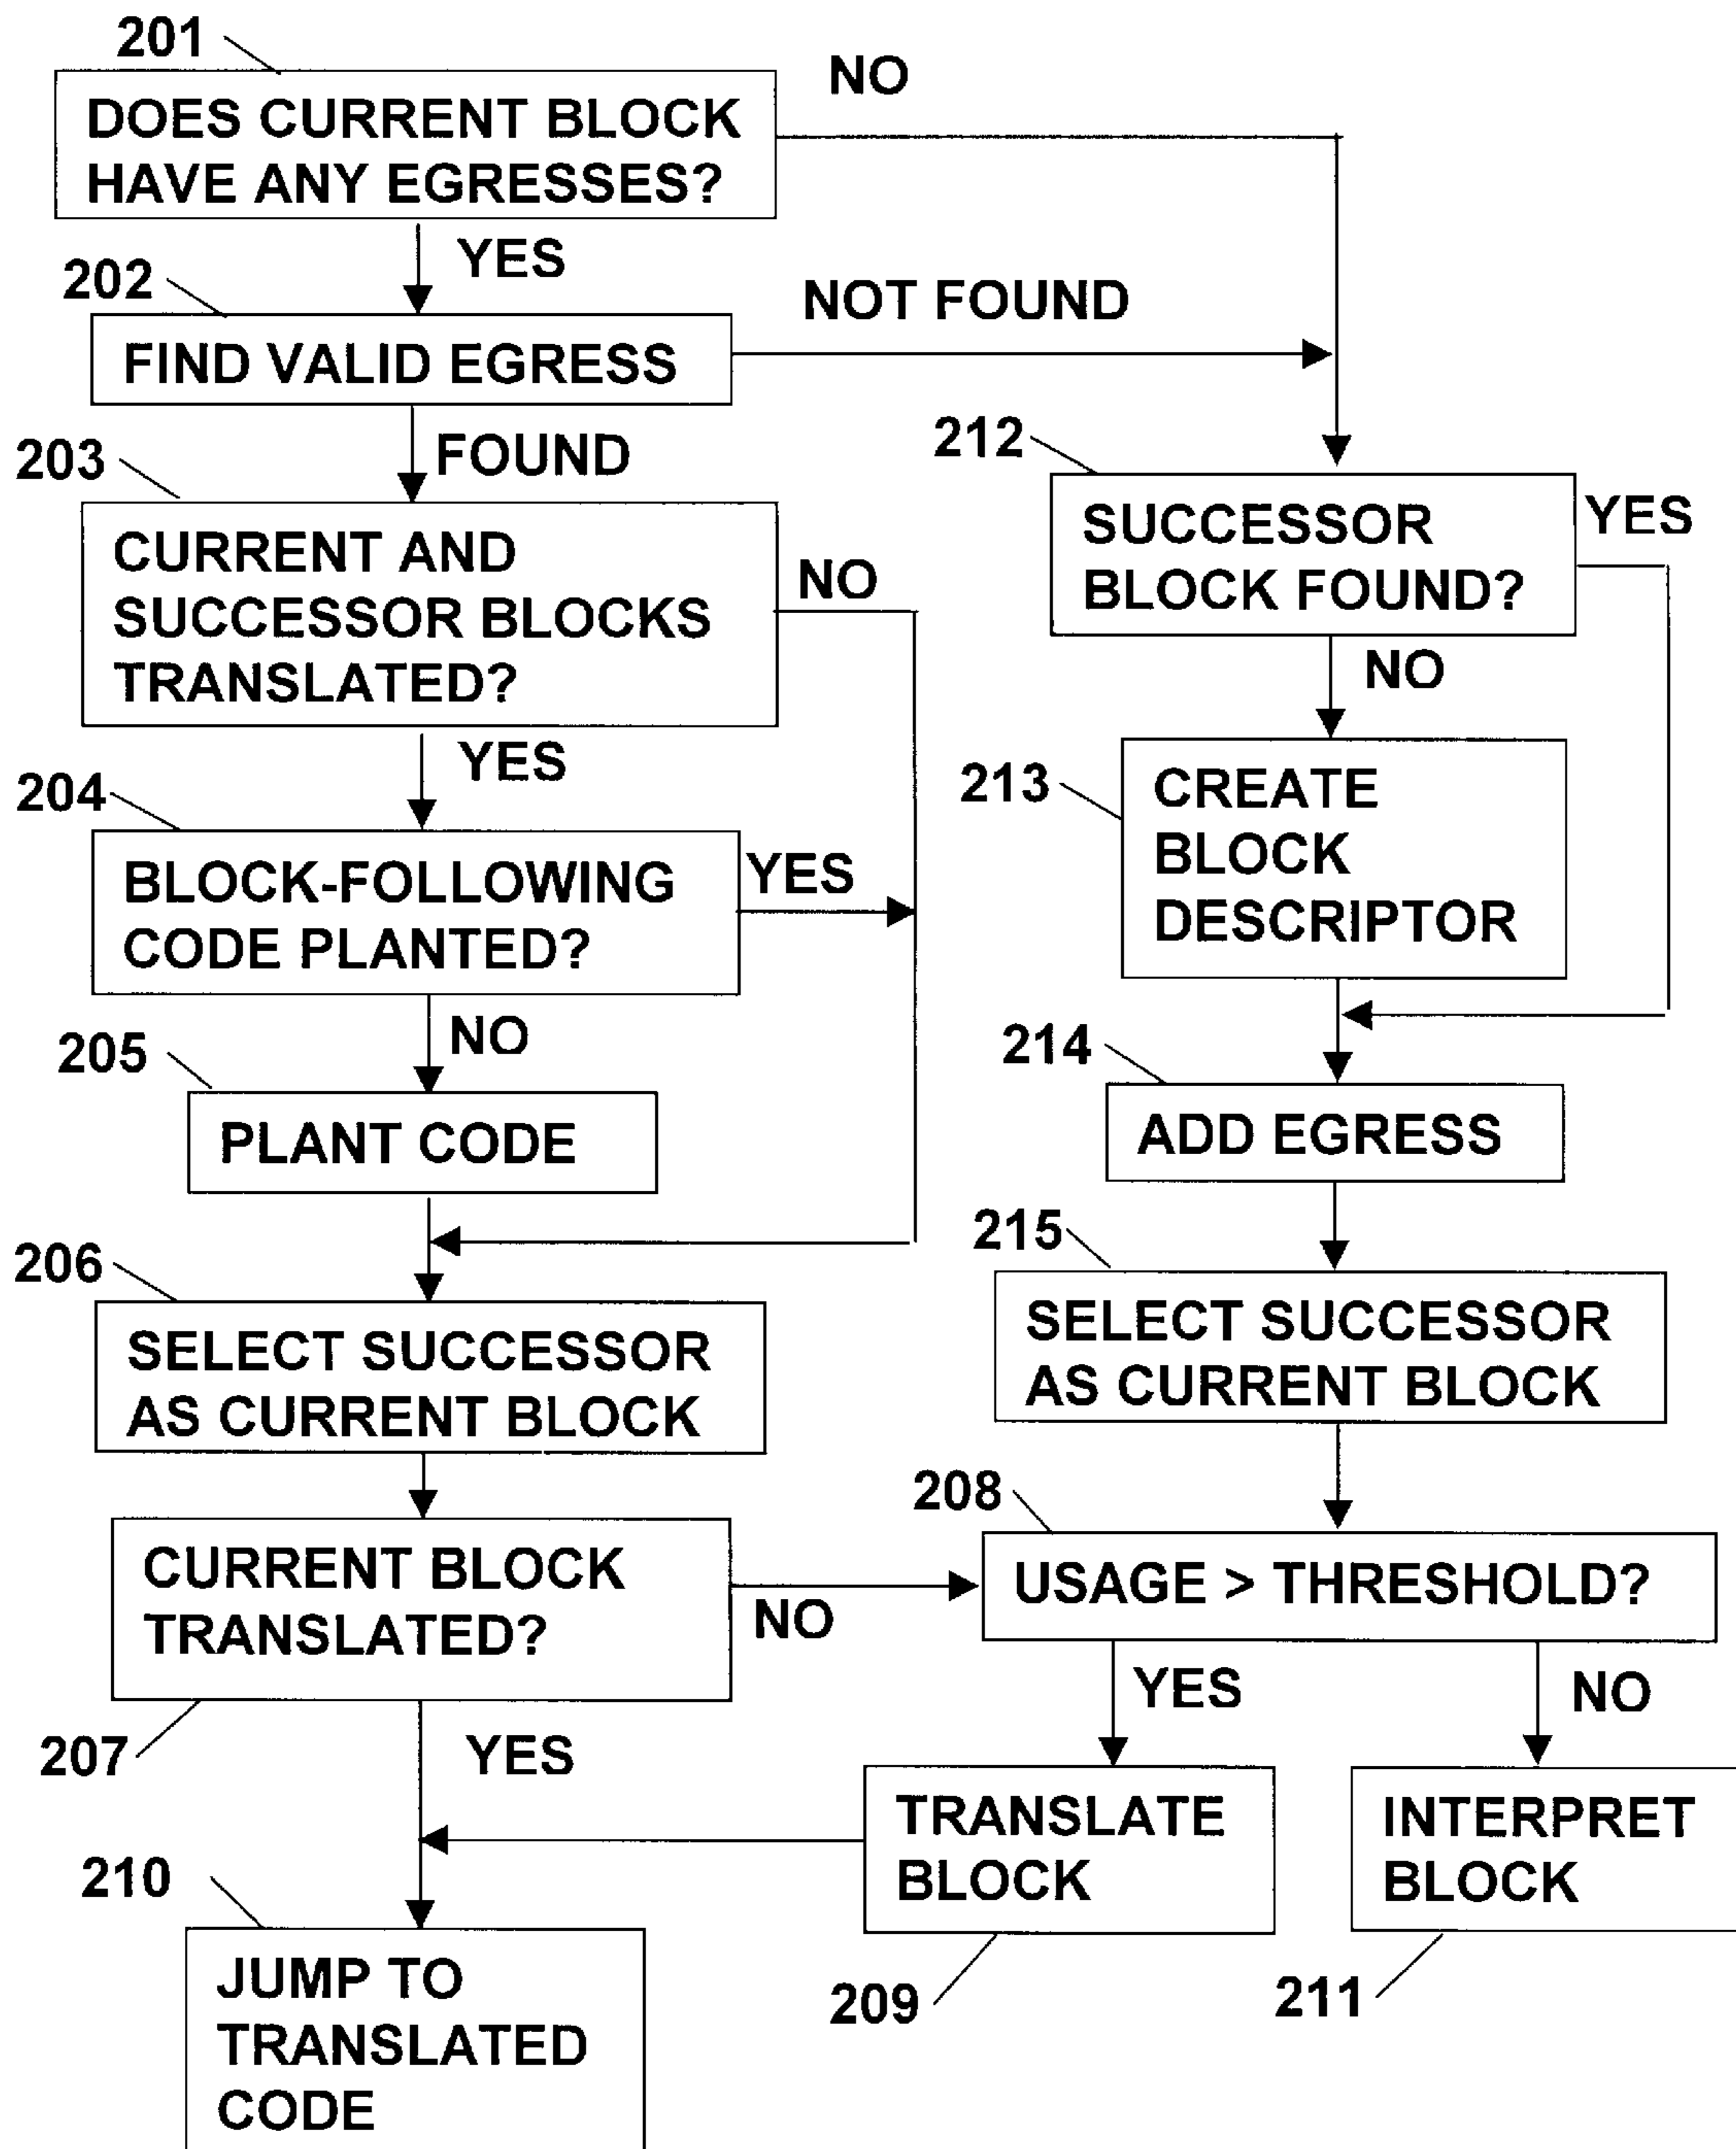 201
NO
DOES CURRENT BLOCK
HAVE ANY EGRESSES?
YES
202
NOT FOUND
FIND VALID EGRESS
FOUND
203
CURRENT AND
SUCCESSOR BLOCKS
TRANSLATED?
NO
212
SUCCESSOR
BLOCK FOUND?
YES
NO
YES
204
BLOCK-FOLLOWING
CODE PLANTED?
YES
213
CREATE
BLOCK
DESCRIPTOR
NO
205
PLANT CODE
214
ADD EGRESS
206
SELECT SUCCESSOR
AS CURRENT BLOCK
215
SELECT SUCCESSOR
AS CURRENT BLOCK
CURRENT BLOCK
TRANSLATED?
NO
207
YES
208
USAGE > THRESHOLD?
YES
NO
TRANSLATE
BLOCK
209
INTERPRET
BLOCK
211
210
JUMP TO
TRANSLATED
CODE